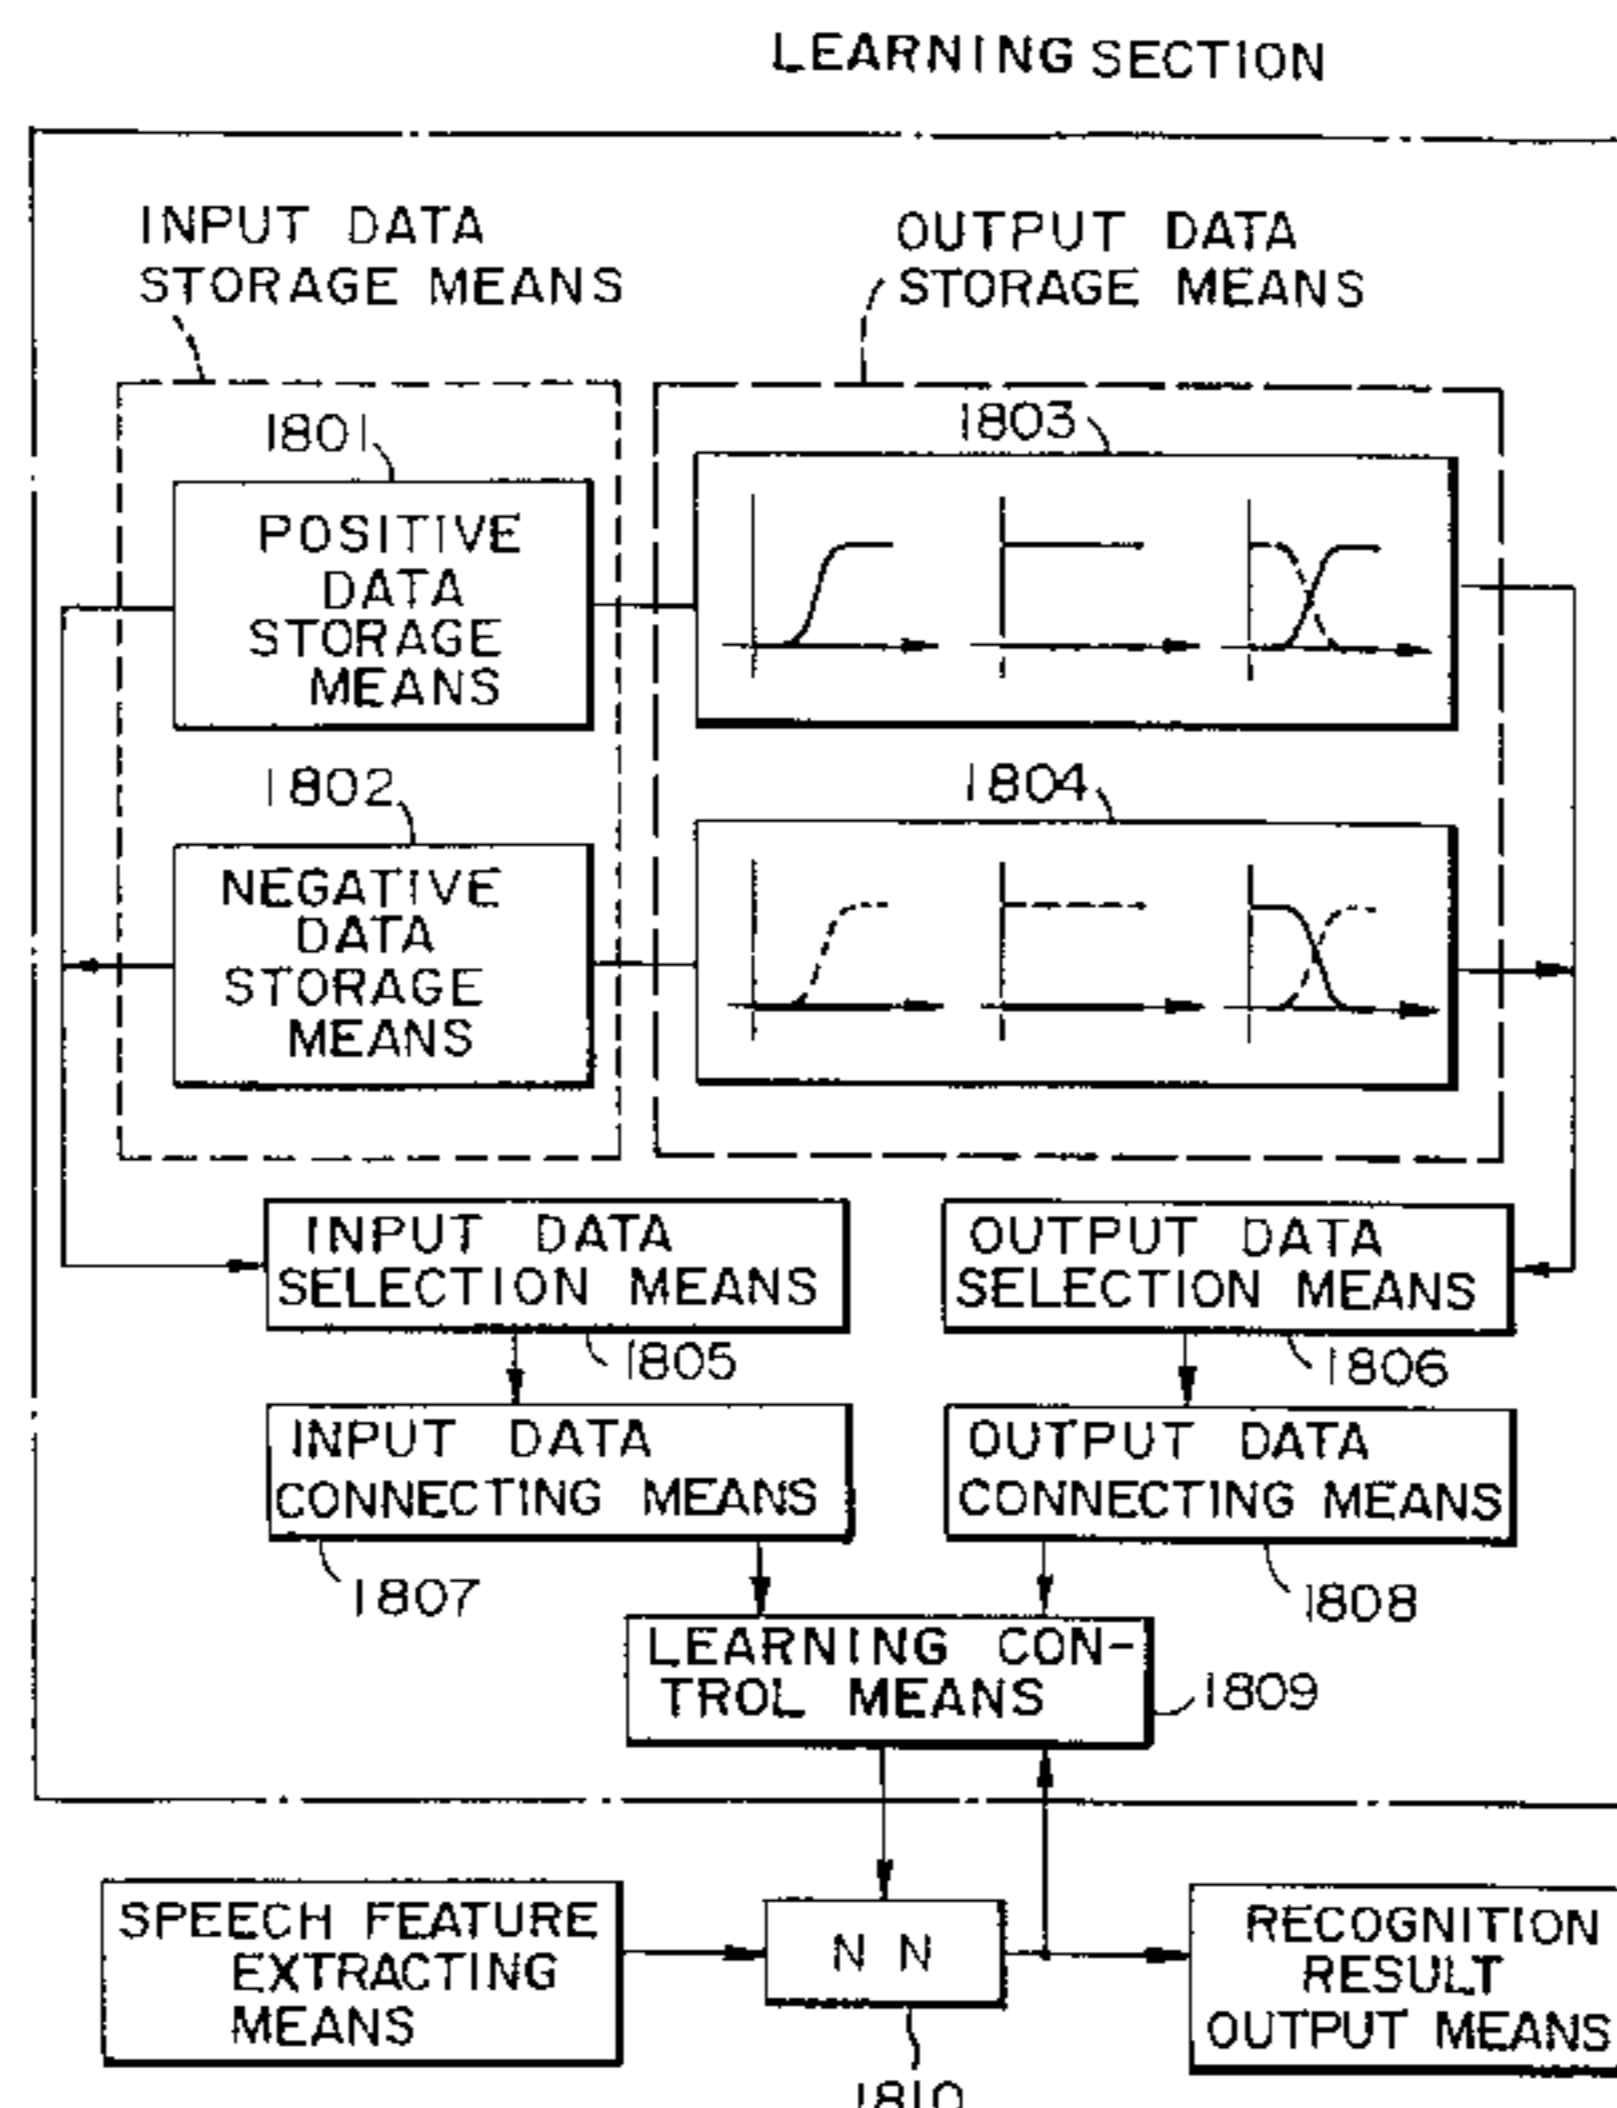 LEARNING SECTION
INPUT DATA
STORAGE MEANS
OUTPUT DATA
STORAGE MEANS
1801
POSITIVE
DATA
STORAGE
MEANS
1803
1802
NEGATIVE
DATA
STORAGE
MEANS
1804
INPUT DATA
SELECTION MEANS
1805
OUTPUT DATA
SELECTION MEANS
1806
INPUT DATA
CONNECTING MEANS
1807
OUTPUT DATA
CONNECTING MEANS
1808
LEARNING CON-
TROL MEANS
1809
SPEECH FEATURE
EXTRACTING
MEANS
N N
1810
RECOGNITION
RESULT
OUTPUT MEANS